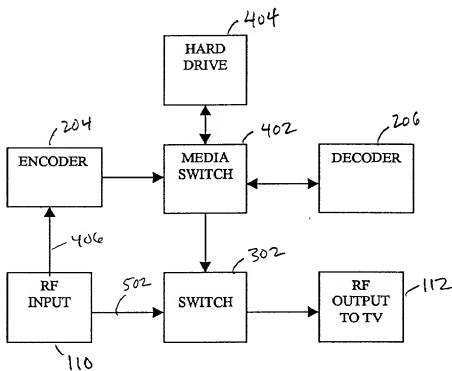 404
HARD
DRIVE
204
402
206
ENCODER
MEDIA
SWITCH
DECODER
406
302
RF
INPUT
502
SWITCH
RF
OUTPUT
TO TV
112
110